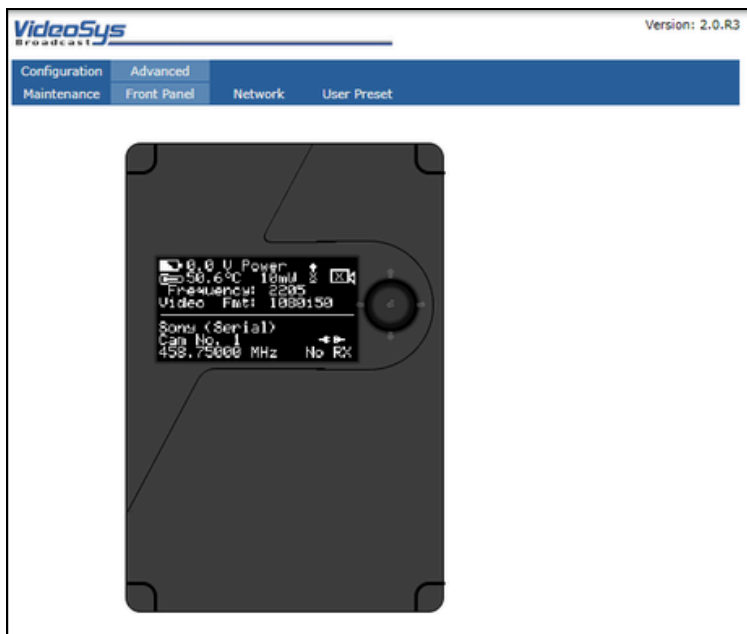 VideoSys
Broadcast
Version: 2.0.R3
Configuration Advanced
Maintenance Front Panel Network User Preset
0.0 V Power
50.6°C 10mW
Frequency: 2205
Video Fmt: 1080i50
Sony (Serial)
Cam No. 1
458.75000 MHz No RX